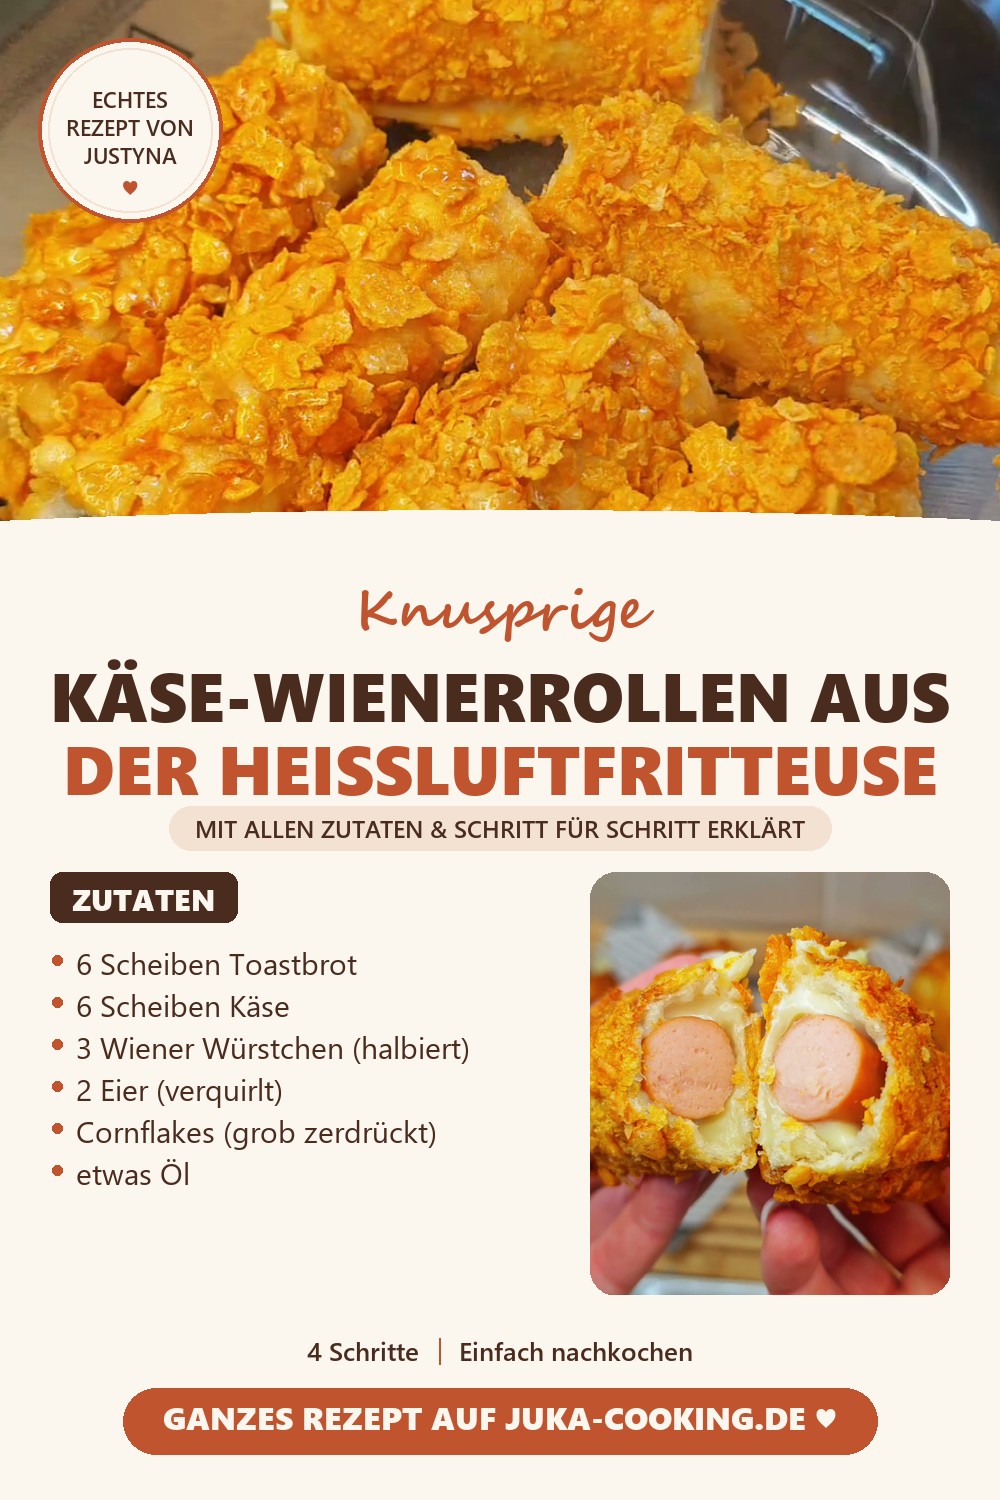 ECHTES
REZEPT VON
JUSTYNA
Knusprige
KÄSE-WIENERROLLEN AUS
DER HEISSLUFTFRITTEUSE
MIT ALLEN ZUTATEN & SCHRITT FÜR SCHRITT ERKLÄRT
ZUTATEN
• 6 Scheiben Toastbrot
• 6 Scheiben Käse
• 3 Wiener Würstchen (halbiert)
• 2 Eier (verquirlt)
• Cornflakes (grob zerdrückt)
• etwas Öl
4 Schritte | Einfach nachkochen
GANZES REZEPT AUF JUKA-COOKING.DE ♥